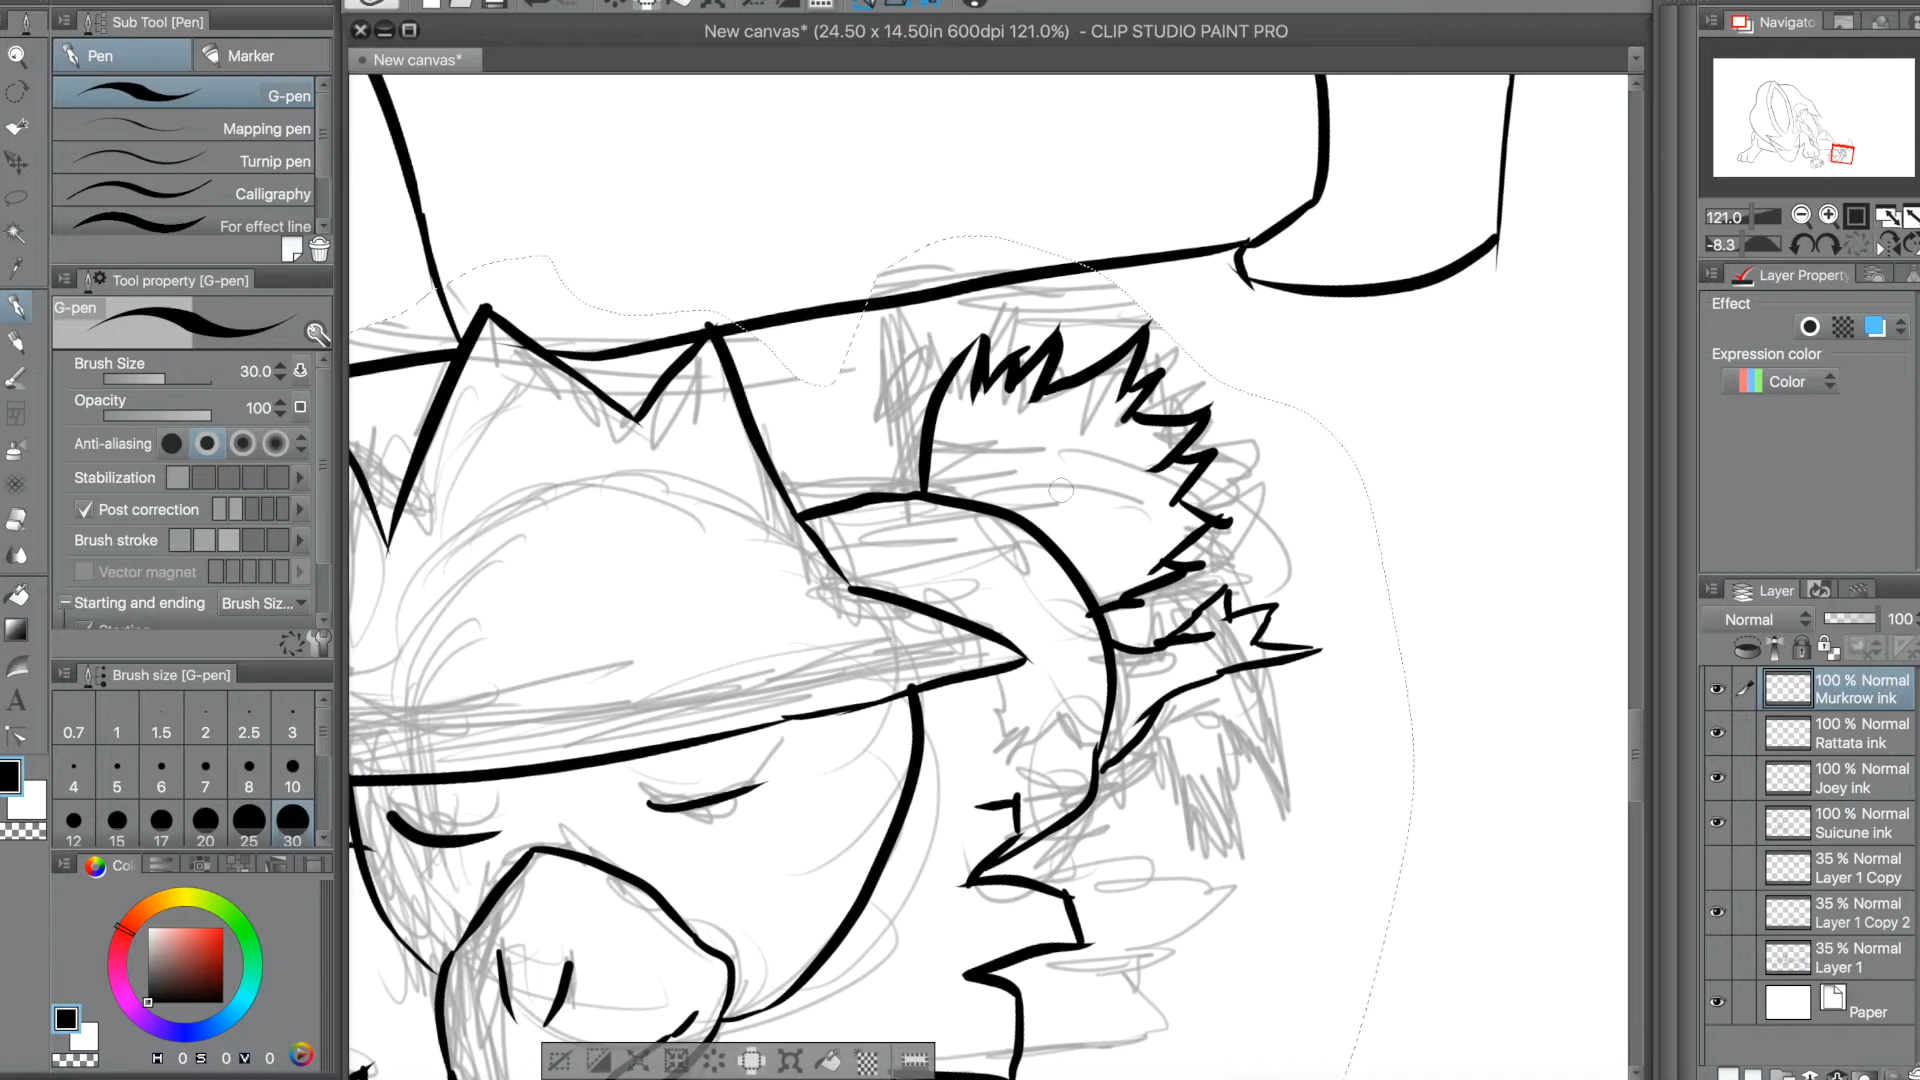 Sub Tool [Pen]
Pen
Marker
G-pen
Mapping pen
Turnip pen
Calligraphy
For effect line
Tool property [G-pen]
G-pen
Brush Size
30.0
Opacity
100
Anti-aliasing
Stabilization
Post correction
Brush stroke
Vector magnet
Starting and ending
Brush Siz...
Brush size [G-pen]
0.7 1 1.5 2 2.5 3
4 5 6 7 8 10
12 15 17 20 25 30
H 0 S 0 V 0
New canvas* (24.50 x 14.50in 600dpi 121.0%) - CLIP STUDIO PAINT PRO
New canvas*
Navigato
121.0
-8.3
Layer Property
Effect
Expression color
Color
Layer
Normal
100
100 % Normal
Murkrow ink
100 % Normal
Rattata ink
100 % Normal
Joey ink
100 % Normal
Suicune ink
35 % Normal
Layer 1 Copy
35 % Normal
Layer 1 Copy 2
35 % Normal
Layer 1
Paper